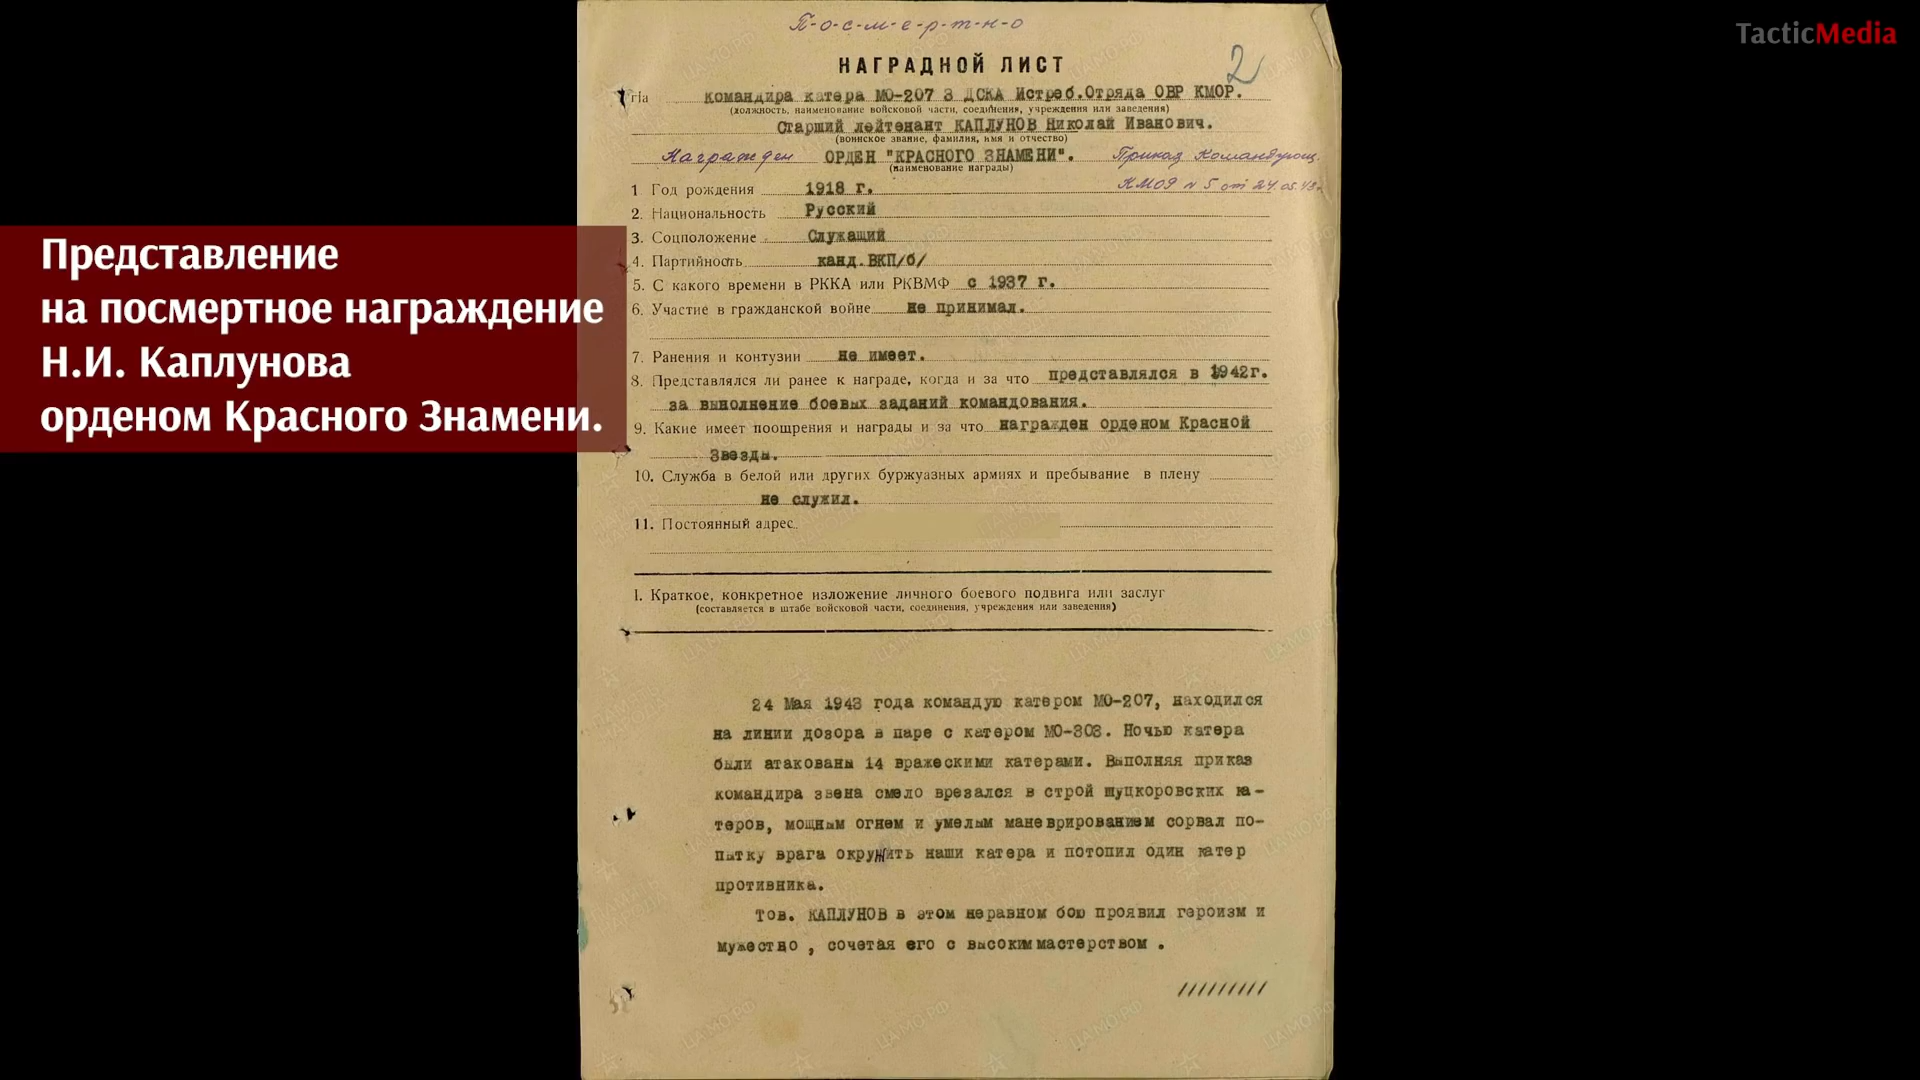 П-о-с-м-е-р-т-н-о
TacticMedia
2
НАГРАДНОЙ ЛИСТ
На командира катера МО-207 3 ДСКА Истреб.Отряда ОВР КМОР.
(должность, наименование войсковой части, соединения, учреждения или заведения)
Старший лейтенант КАПЛУНОВ Николай Иванович.
(воинское звание, фамилия, имя и отчество)
Награжден ОРДЕН "КРАСНОГО ЗНАМЕНИ". Приказ Командующ.
(наименование награды)
КМОР № 5 от 24.05.43г
1 Год рождения 1918 г.
2. Национальность Русский
3. Соцположение Служащий
4. Партийность канд.ВКП/б/
5. С какого времени в РККА или РКВМФ с 1937 г.
6. Участие в гражданской войне не принимал.
7. Ранения и контузии не имеет.
8. Представлялся ли ранее к награде, когда и за что представлялся в 1942г.
за выполнение боевых заданий командования.
9. Какие имеет поощрения и награды и за что награжден орденом Красной
Звезды.
10. Служба в белой или других буржуазных армиях и пребывание в плену
не служил.
11. Постоянный адрес
I. Краткое, конкретное изложение личного боевого подвига или заслуг
(составляется в штабе войсковой части, соединения, учреждения или заведения)
24 Мая 1943 года командую катером МО-207, находился
на линии дозора в паре с катером МО-303. Ночью катера
были атакованы 14 вражескими катерами. Выполняя приказ
командира звена смело врезался в строй шуцкоровских ка-
теров, мощным огнем и умелым маневрированием сорвал по-
пытку врага окружить наши катера и потопил один катер
противника.
Тов. КАПЛУНОВ в этом неравном бою проявил героизм и
мужество , сочетая его с высоким мастерством .
//////////
Представление
на посмертное награждение
Н.И. Каплунова
орденом Красного Знамени.